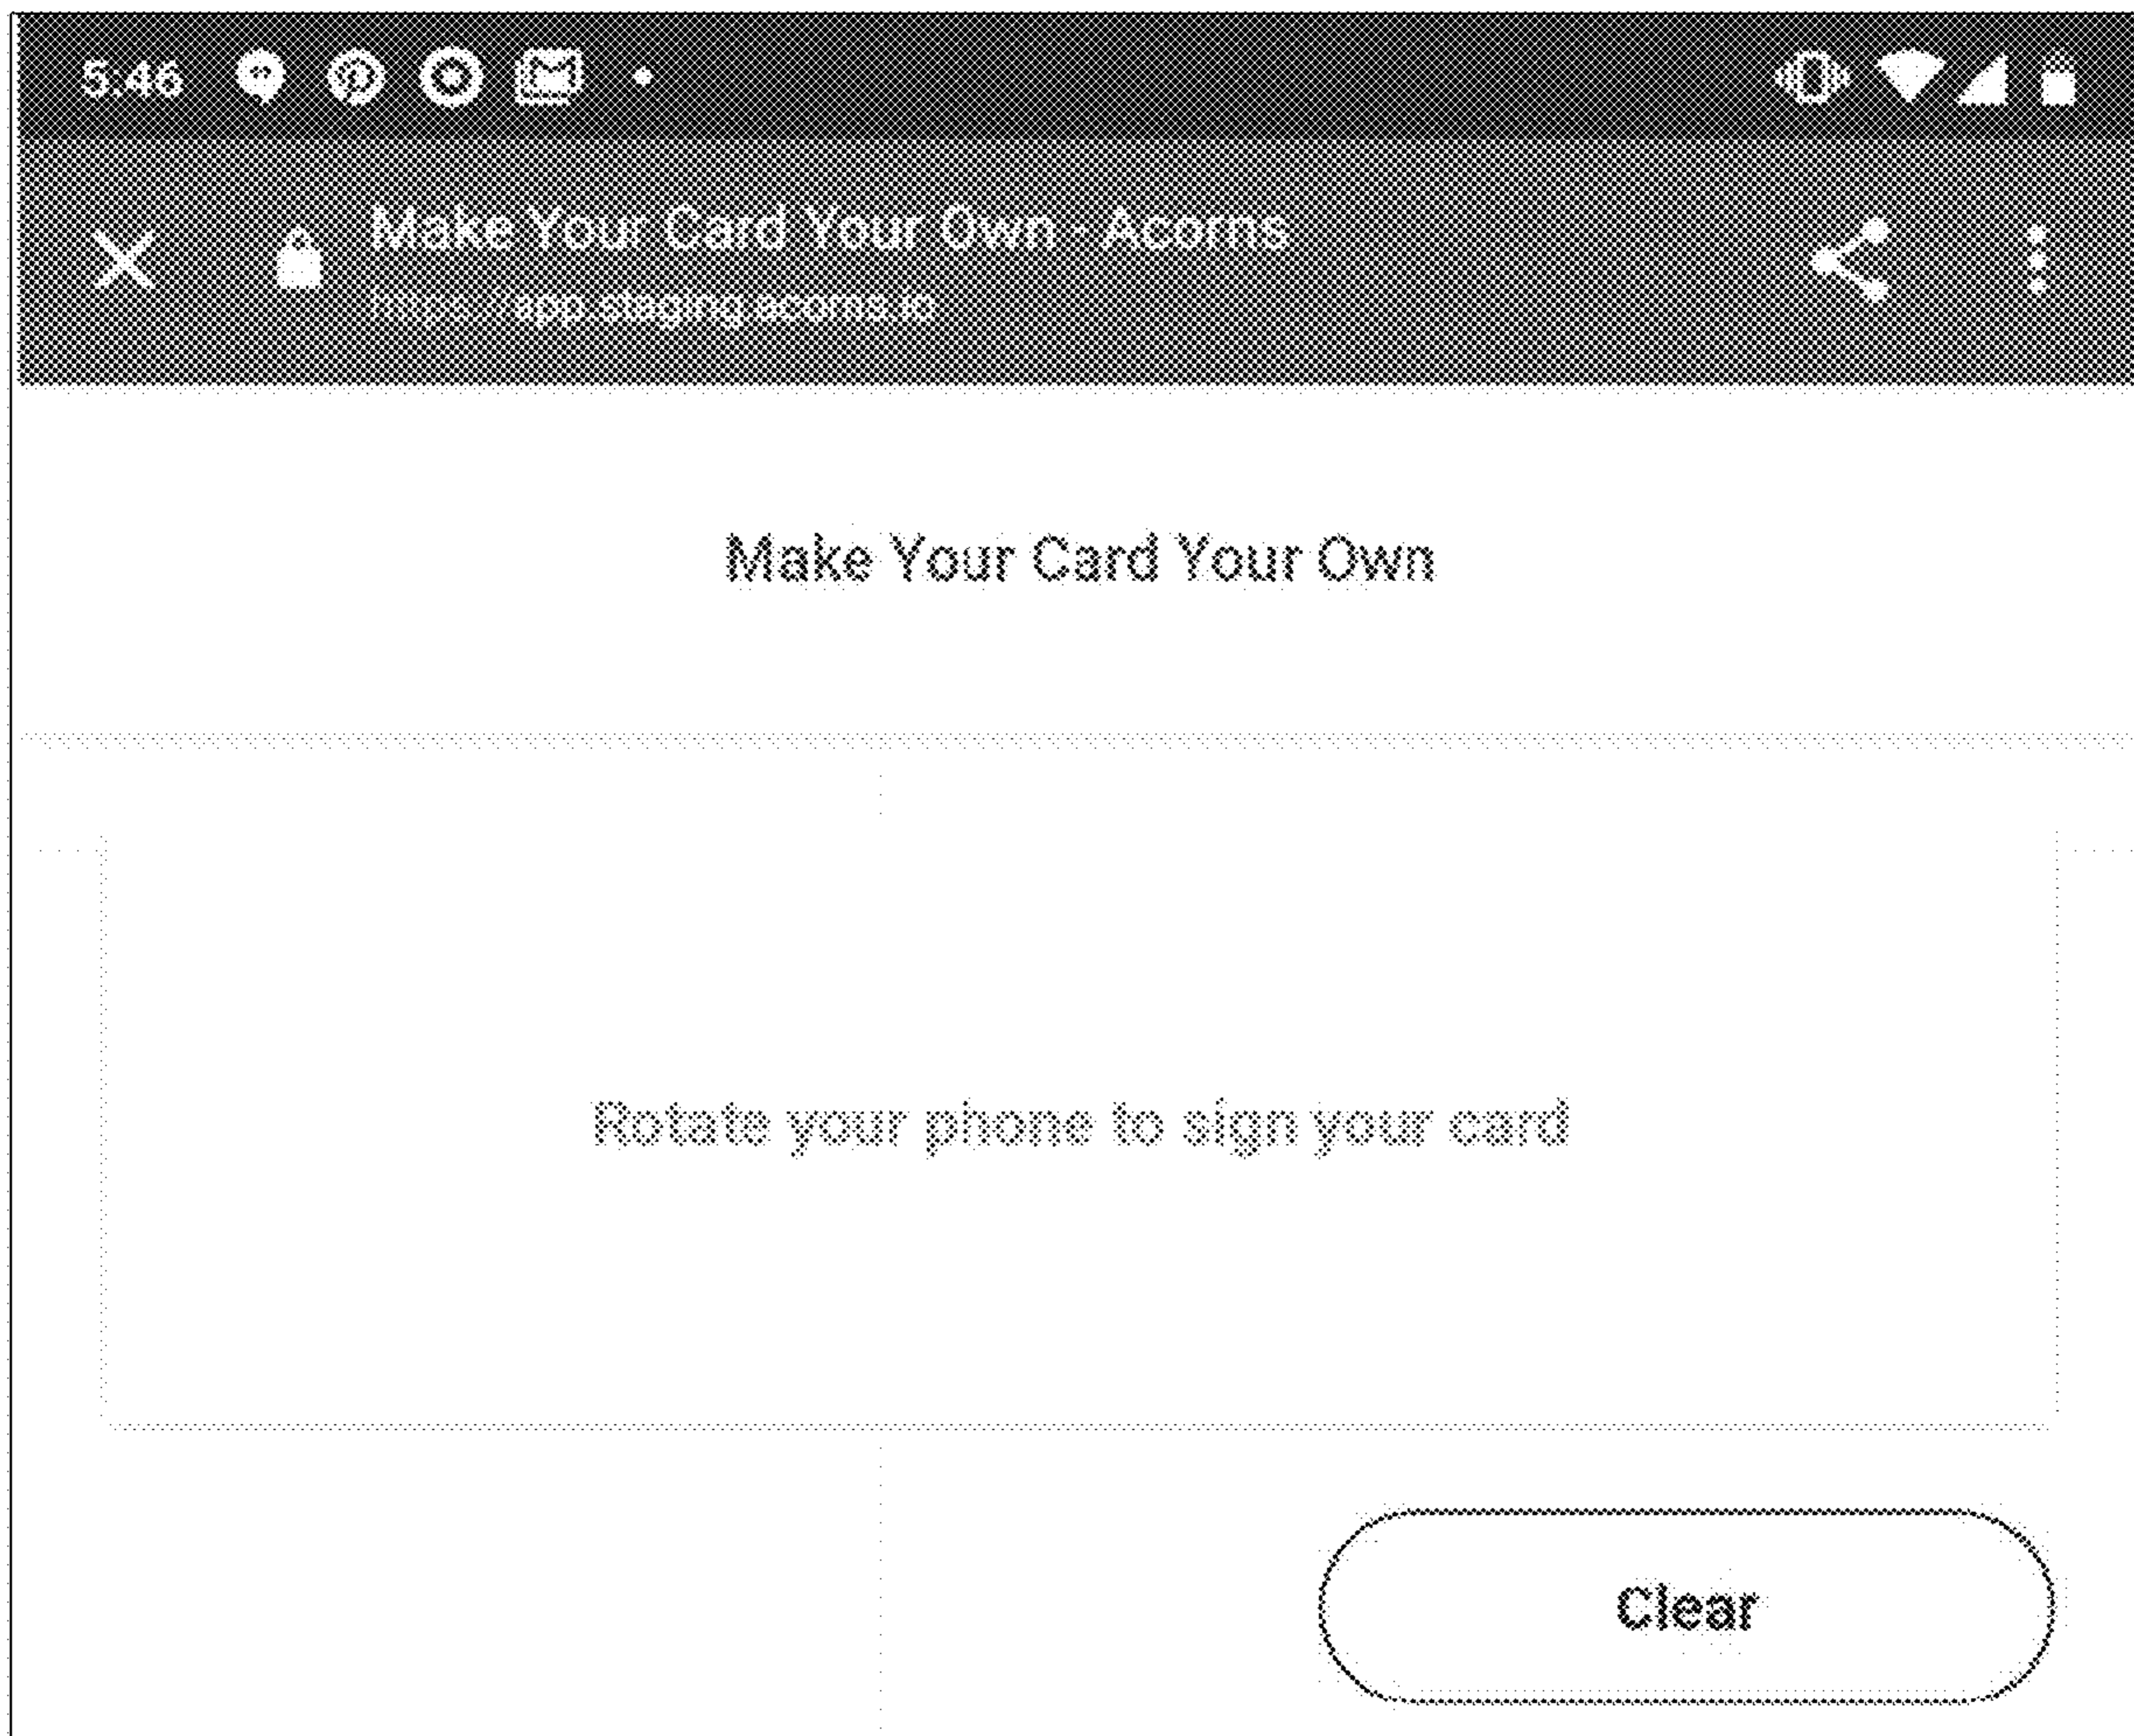 5:46
Make Your Card Your Own - Acorns
https://app.staging.acorns.io
Make Your Card Your Own
Rotate your phone to sign your card
Clear